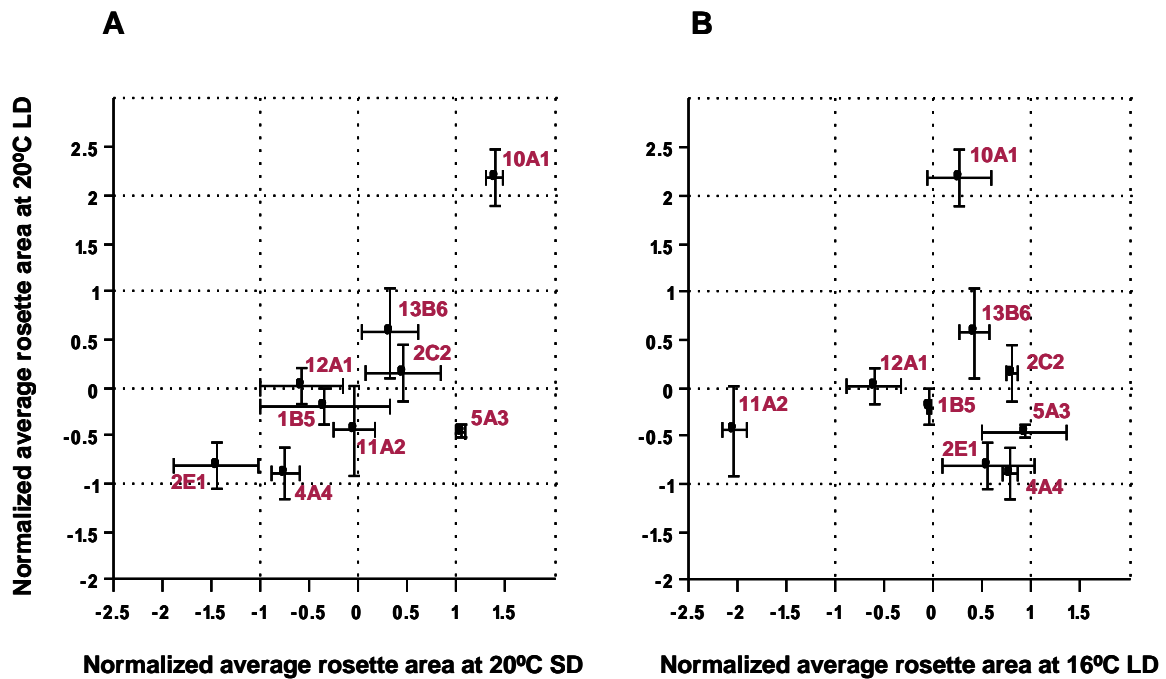 A
B
Normalized average rosette area at 20ºC LD
2.5
2
1.5
1
0.5
0
-0.5
-1
-1.5
-2
10A1
13B6
2C2
12A1
1B5
11A2
5A3
2E1
4A4
-2.5
-2
-1.5
-1
-0.5
0
0.5
1
1.5
Normalized average rosette area at 20ºC SD
2.5
2
1.5
1
0.5
0
-0.5
-1
-1.5
-2
10A1
13B6
2C2
12A1
11A2
1B5
5A3
2E1
4A4
-2.5
-2
-1.5
-1
-0.5
0
0.5
1
1.5
Normalized average rosette area at 16ºC LD